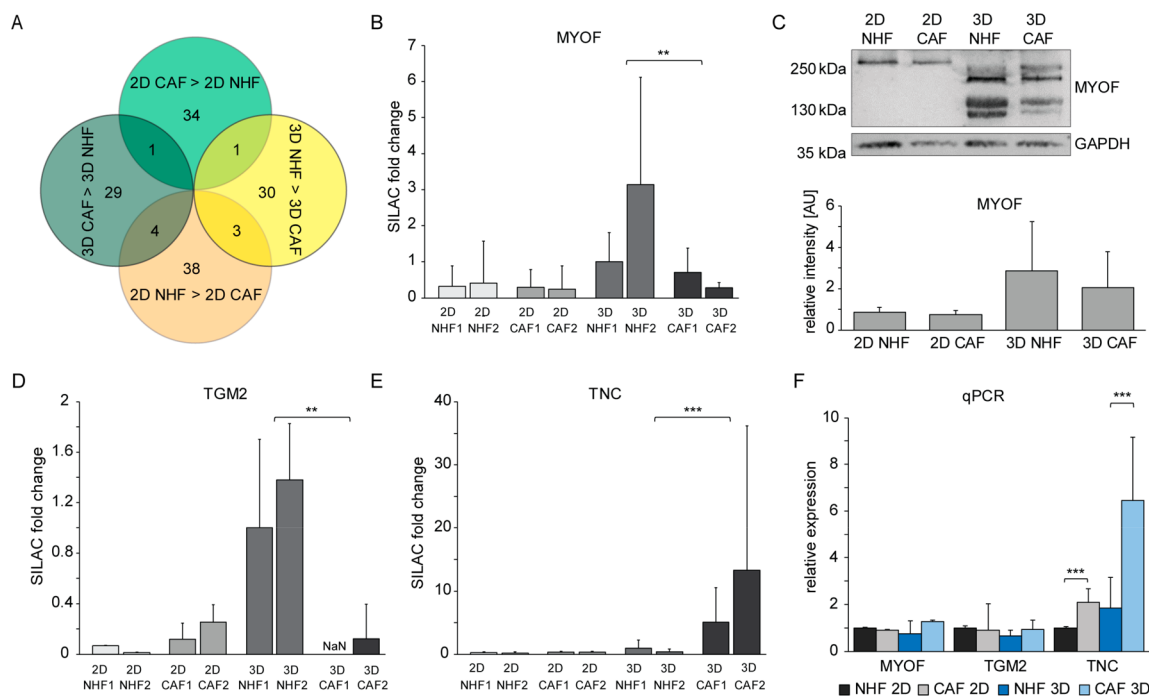 A
2D CAF > 2D NHF
34
1
1
3D CAF > 3D NHF
29
30
3D NHF > 3D CAF
4
3
38
2D NHF > 2D CAF
B
MYOF
**
SILAC fold change
7
6
5
4
3
2
1
0
2D NHF1
2D NHF2
2D CAF1
2D CAF2
3D NHF1
3D NHF2
3D CAF1
3D CAF2
C
2D NHF
2D CAF
3D NHF
3D CAF
250 kDa
130 kDa
MYOF
35 kDa
GAPDH
MYOF
relative intensity [AU]
6
4
2
0
2D NHF
2D CAF
3D NHF
3D CAF
D
TGM2
**
SILAC fold change
2
1.6
1.2
0.8
0.4
0
NaN
2D NHF1
2D NHF2
2D CAF1
2D CAF2
3D NHF1
3D NHF2
3D CAF1
3D CAF2
E
TNC
***
SILAC fold change
40
30
20
10
0
2D NHF1
2D NHF2
2D CAF1
2D CAF2
3D NHF1
3D NHF2
3D CAF1
3D CAF2
F
qPCR
***
***
relative expression
10
8
6
4
2
0
MYOF
TGM2
TNC
NHF 2D
CAF 2D
NHF 3D
CAF 3D